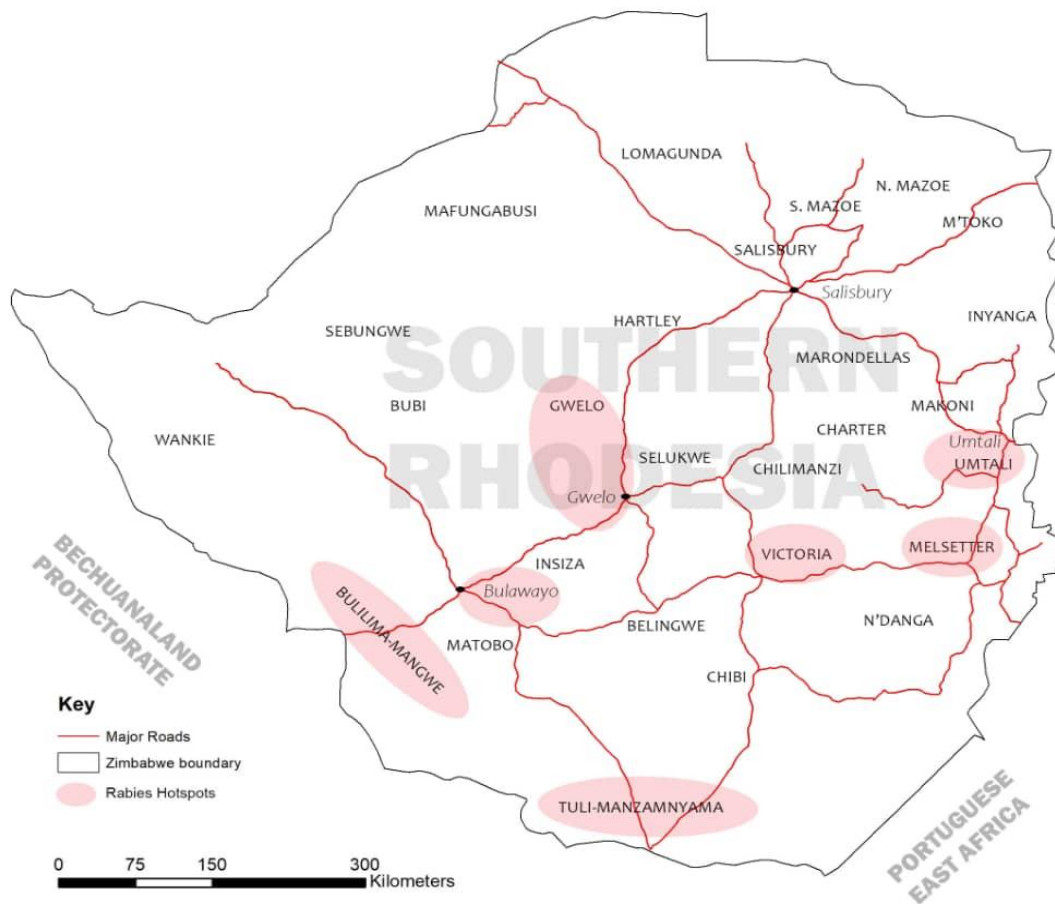 LOMAGUNDA
N. MAZOE
MAFUNGABUSI
S. MAZOE
M'TOKO
SALISBURY
Salisbury
INYANGA
HARTLEY
SEBUNGWE
SOUTHERN
RHODESIA
MARONDELLAS
BUBI
GWELO
MAKONI
WANKIE
CHARTER
Umtali
UMTALI
SELUKWE
CHILIMANZI
Gwelo
BECHUANALAND
PROTECTORATE
INSIZA
VICTORIA
MELSETTER
Bulawayo
BULILIMA-MANGWE
MATOBO
BELINGWE
N'DANGA
CHIBI
TULI-MANZAMNYAMA
PORTUGUESE
EAST AFRICA
Key
Major Roads
Zimbabwe boundary
Rabies Hotspots
0 75 150 300
Kilometers